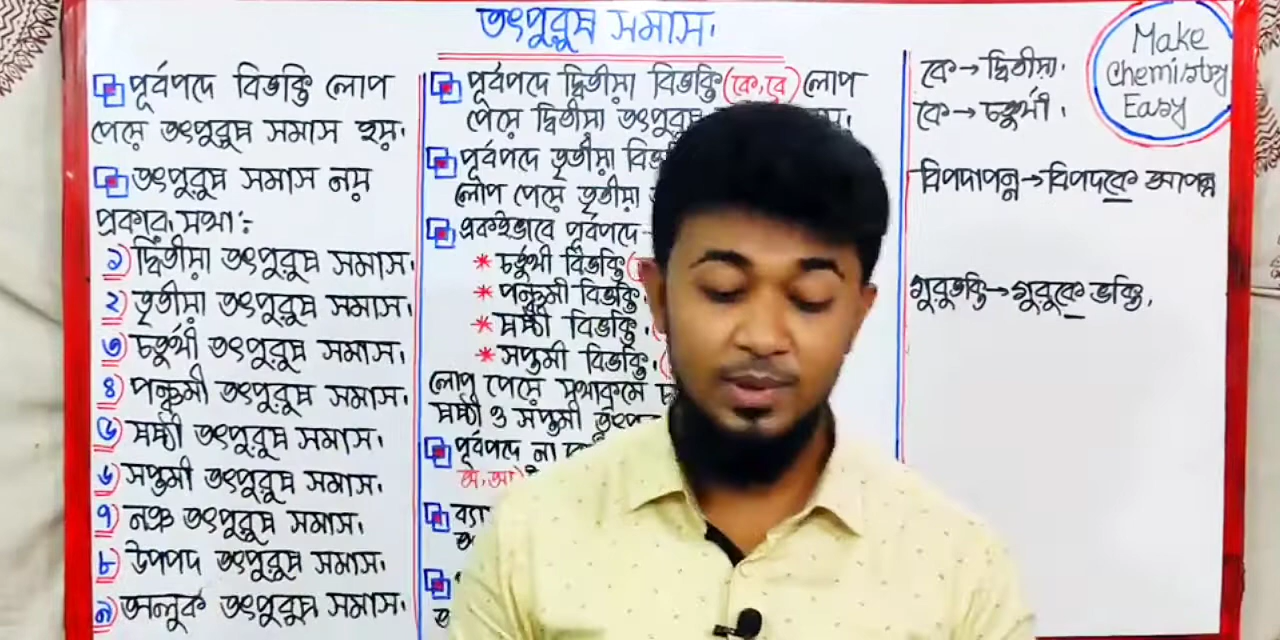 তৎপুরুষ সমাস।
পূর্বপদে বিভক্তি লোপ
পেয়ে তৎপুরুষ সমাস হয়।
তৎপুরুষ সমাস নয়
প্রকার। যথা:-
১) দ্বিতীয়া তৎপুরুষ সমাস।
২) তৃতীয়া তৎপুরুষ সমাস।
৩) চতুর্থী তৎপুরুষ সমাস।
৪) পঞ্চমী তৎপুরুষ সমাস।
৫) ষষ্ঠী তৎপুরুষ সমাস।
৬) সপ্তমী তৎপুরুষ সমাস।
৭) নঞ তৎপুরুষ সমাস।
৮) উপপদ তৎপুরুষ সমাস।
৯) অলুক তৎপুরুষ সমাস।
পূর্বপদে দ্বিতীয়া বিভক্তি (কে, রে) লোপ
পেয়ে দ্বিতীয়া তৎপুরুষ
পূর্বপদে তৃতীয়া
লোপ পেয়ে তৃতীয়া
একইভাবে পূর্বপদে-
* চতুর্থী বিভক্তি
* পঞ্চমী বিভক্তি
* ষষ্ঠী বিভক্তি
* সপ্তমী বিভক্তি
লোপ পেয়ে যথাক্রমে
ষষ্ঠী ও সপ্তমী
পূর্বপদে না
অ, আ)
কে→ দ্বিতীয়া।
কে→ চতুর্থী।
বিপদাপন্ন→বিপদকে আপন্ন
গুরুভক্তি→গুরুকে ভক্তি,
Make
Chemistry
Easy